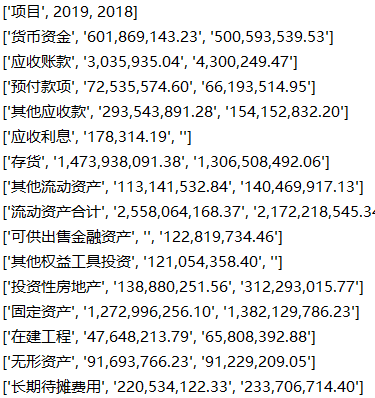 ['项目', 2019, 2018]
['货币资金', '601,869,143.23', '500,593,539.53']
['应收账款', '3,035,935.04', '4,300,249.47']
['预付款项', '72,535,574.60', '66,193,514.95']
['其他应收款', '293,543,891.28', '154,152,832.20']
['应收利息', '178,314.19', '']
['存货', '1,473,938,091.38', '1,306,508,492.06']
['其他流动资产', '113,141,532.84', '140,469,917.13']
['流动资产合计', '2,558,064,168.37', '2,172,218,545.34
['可供出售金融资产', '', '122,819,734.46']
['其他权益工具投资', '121,054,358.40', '']
['投资性房地产', '138,880,251.56', '312,293,015.77']
['固定资产', '1,272,996,256.10', '1,382,129,786.23']
['在建工程', '47,648,213.79', '65,808,392.88']
['无形资产', '91,693,766.23', '91,229,209.05']
['长期待摊费用', '220,534,122.33', '233,706,714.40']